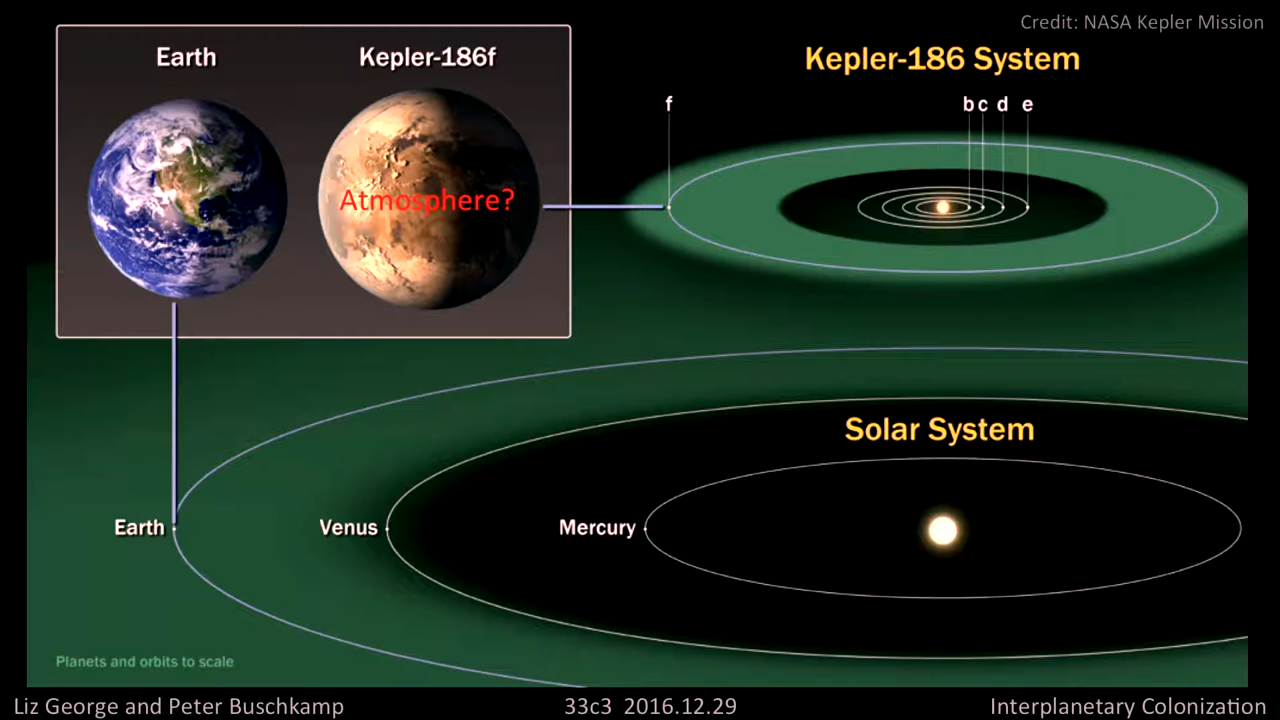 Credit: NASA Kepler Mission
Earth
Kepler-186f
Kepler-186 System
f
b c d e
Atmosphere?
Solar System
Earth
Venus
Mercury
Planets and orbits to scale
Liz George and Peter Buschkamp
33c3 2016.12.29
Interplanetary Colonization